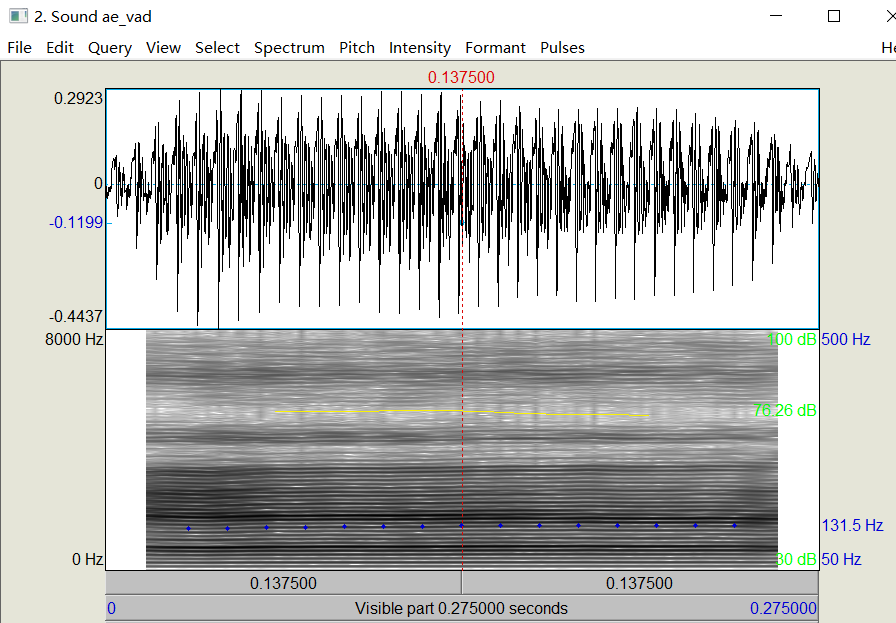 2. Sound ae_vad
File Edit Query View Select Spectrum Pitch Intensity Formant Pulses He
0.137500
0.2923
0
-0.1199
-0.4437
8000 Hz 100 dB 500 Hz
76.26 dB
131.5 Hz
0 Hz 30 dB 50 Hz
0.137500 0.137500
0 Visible part 0.275000 seconds 0.275000